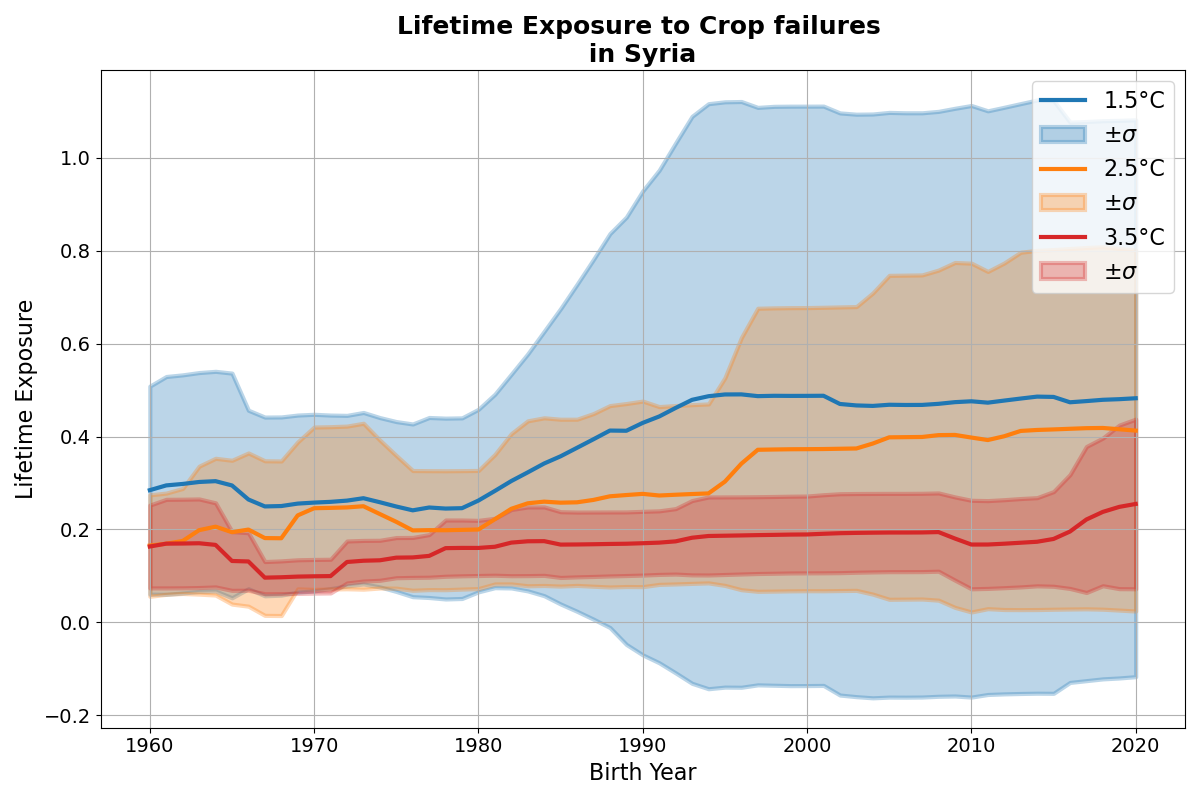 Lifetime Exposure to Crop failures
in Syria
1.5°C
±σ
2.5°C
±σ
3.5°C
±σ
Lifetime Exposure
1.0
0.8
0.6
0.4
0.2
0.0
−0.2
1960 1970 1980 1990 2000 2010 2020
Birth Year